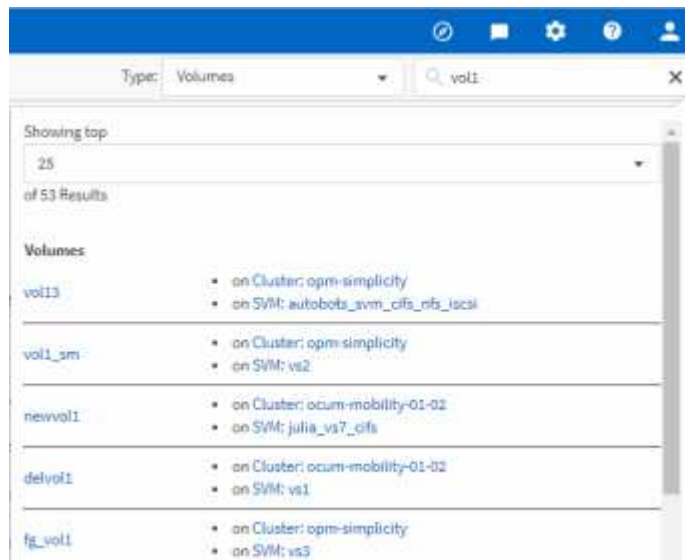 Type: Volumes vol1
Showing top
25
of 53 Results
Volumes
vol13
• on Cluster: opm-simplicity
• on SVM: autobots_svm_cifs_nfs_iscsi
vol1_sm
• on Cluster: opm-simplicity
• on SVM: vs2
newvol1
• on Cluster: ocum-mobility-01-02
• on SVM: julia_vs7_cifs
delvol1
• on Cluster: ocum-mobility-01-02
• on SVM: vs1
fg_vol1
• on Cluster: opm-simplicity
• on SVM: vs3